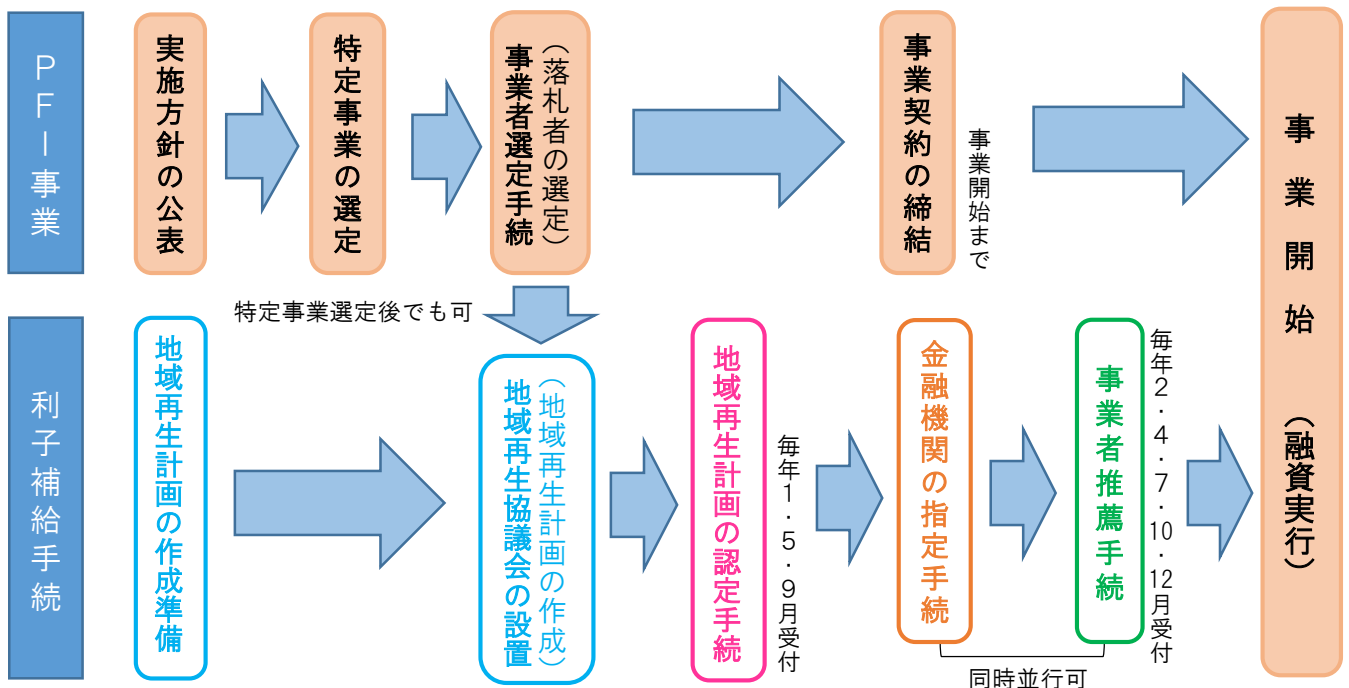 PFI事業
実施方針の公表
特定事業の選定
事業者選定手続
（落札者の選定）
事業契約の締結
事業開始まで
事業開始　（融資実行）
特定事業選定後でも可
利子補給手続
地域再生計画の作成準備
地域再生協議会の設置
（地域再生計画の作成）
地域再生計画の認定手続
毎年１・５・９月受付
金融機関の指定手続
事業者推薦手続
毎年２・４・７・10・12月受付
同時並行可